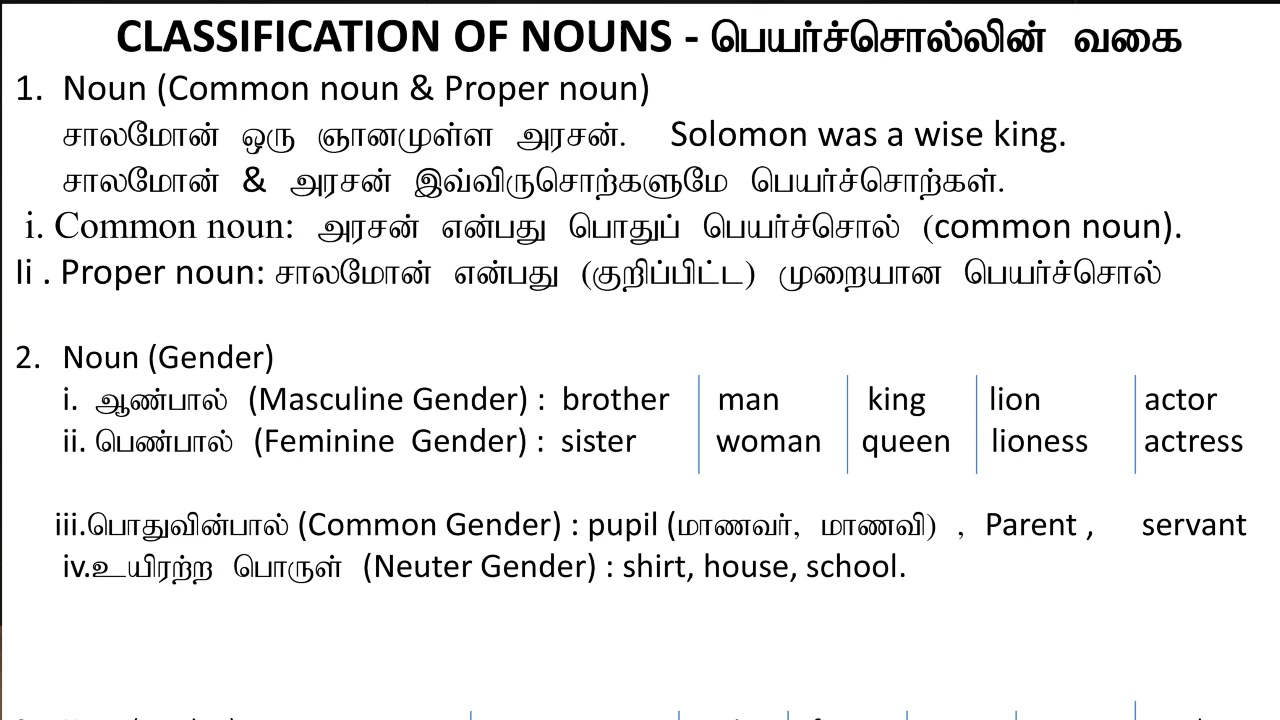 CLASSIFICATION OF NOUNS - பெயர்ச்சொல்லின் வகை
1. Noun (Common noun & Proper noun)
சாலமோன் ஒரு ஞானமுள்ள அரசன். Solomon was a wise king.
சாலமோன் & அரசன் இவ்விருசொற்களுமே பெயர்ச்சொற்கள்.
i. Common noun: அரசன் என்பது பொதுப் பெயர்ச்சொல் (common noun).
Ii . Proper noun: சாலமோன் என்பது (குறிப்பிட்ட) முறையான பெயர்ச்சொல்
2. Noun (Gender)
i. ஆண்பால் (Masculine Gender) : brother man king lion actor
ii. பெண்பால் (Feminine Gender) : sister woman queen lioness actress
iii.பொதுவின்பால் (Common Gender) : pupil (மாணவர், மாணவி) , Parent , servant
iv.உயிரற்ற பொருள் (Neuter Gender) : shirt, house, school.